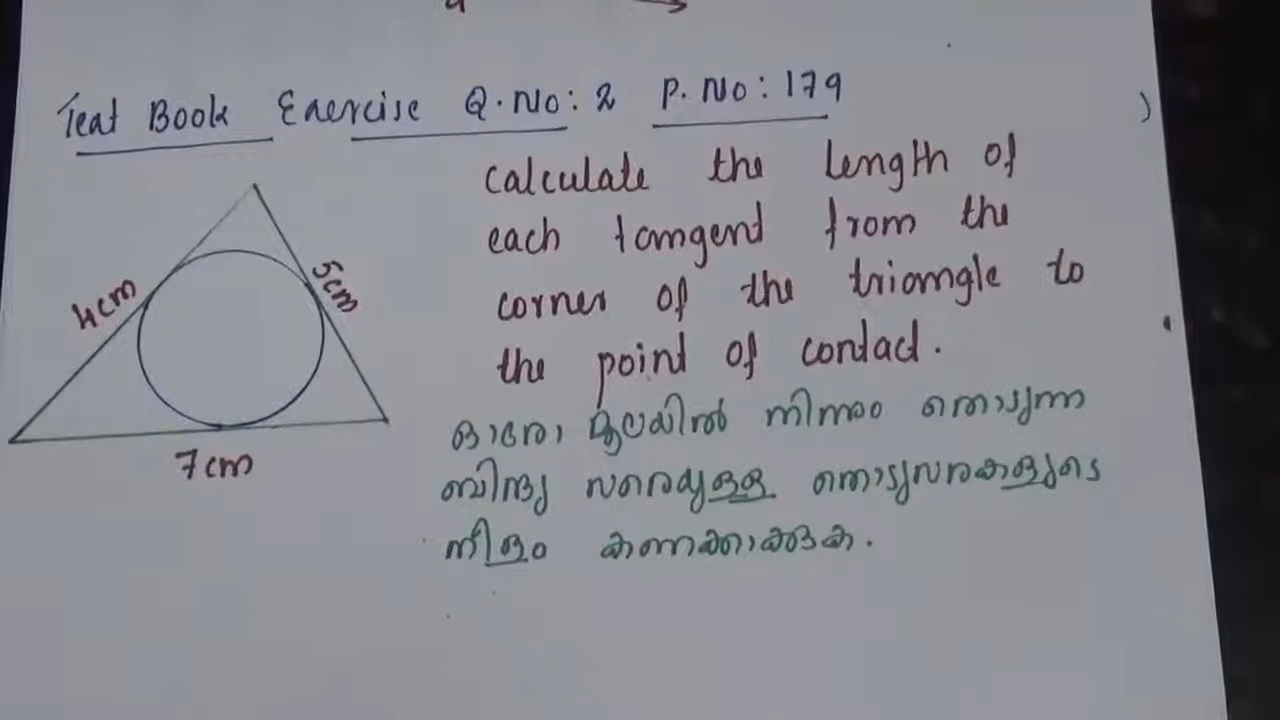 Text Book Exercise Q.No: 2 P.No: 179
Calculate the length of
each tangent from the
corner of the triangle to
the point of contact.
4cm
5cm
7cm
ഓരോ മൂലയിൽ നിന്നും തൊടുന്ന
ബിന്ദു വരെയുള്ള തൊടുവരകളുടെ
നീളം കണക്കാക്കുക.